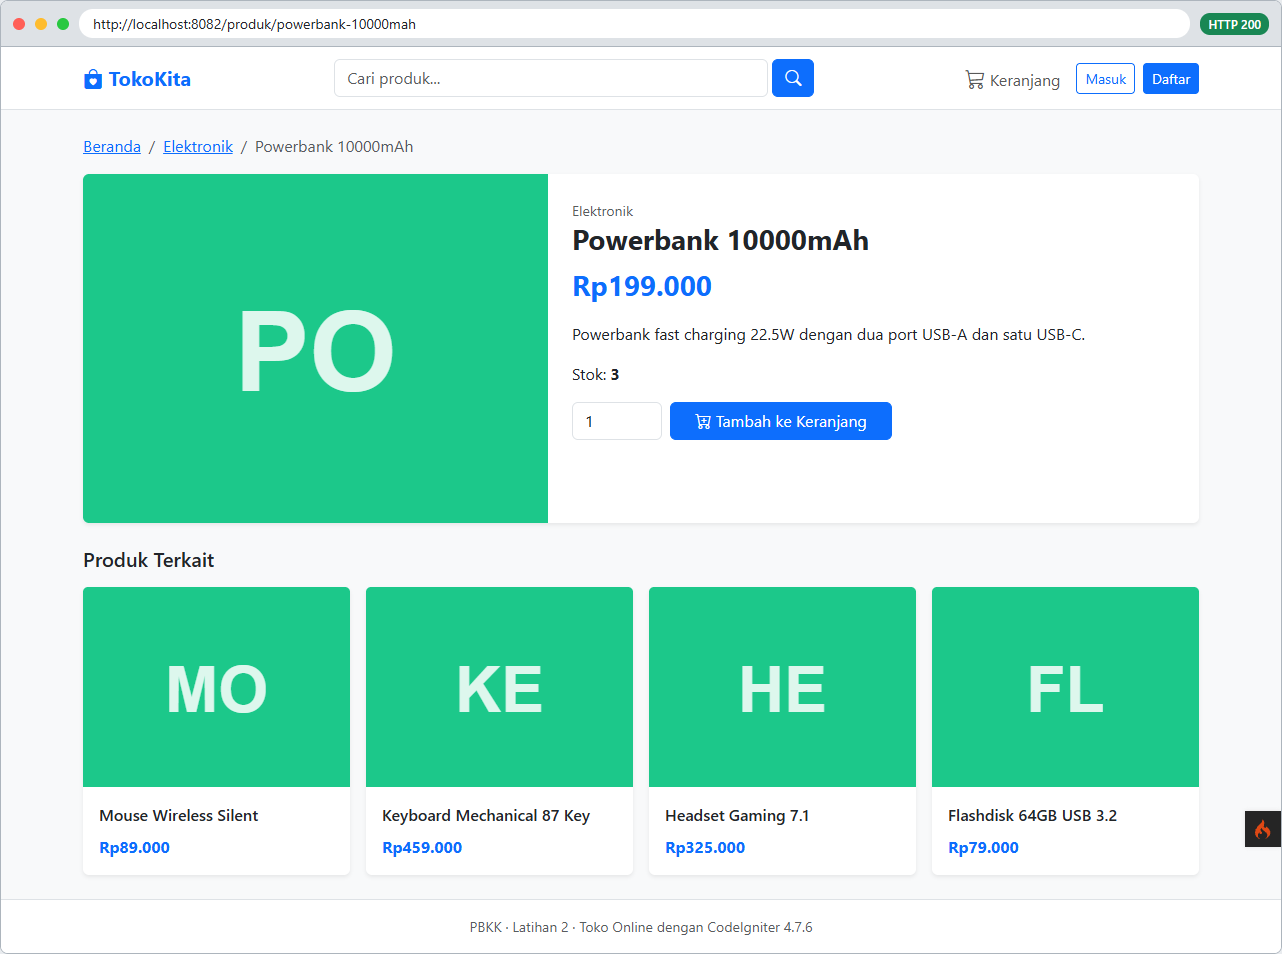 http://localhost:8082/produk/powerbank-10000mah
HTTP 200
TokoKita
Cari produk...
Keranjang
Masuk
Daftar
Beranda / Elektronik / Powerbank 10000mAh
PO
Elektronik
Powerbank 10000mAh
Rp199.000
Powerbank fast charging 22.5W dengan dua port USB-A dan satu USB-C.
Stok: 3
1
Tambah ke Keranjang
Produk Terkait
MO
KE
HE
FL
Mouse Wireless Silent
Rp89.000
Keyboard Mechanical 87 Key
Rp459.000
Headset Gaming 7.1
Rp325.000
Flashdisk 64GB USB 3.2
Rp79.000
PBKK · Latihan 2 · Toko Online dengan CodeIgniter 4.7.6